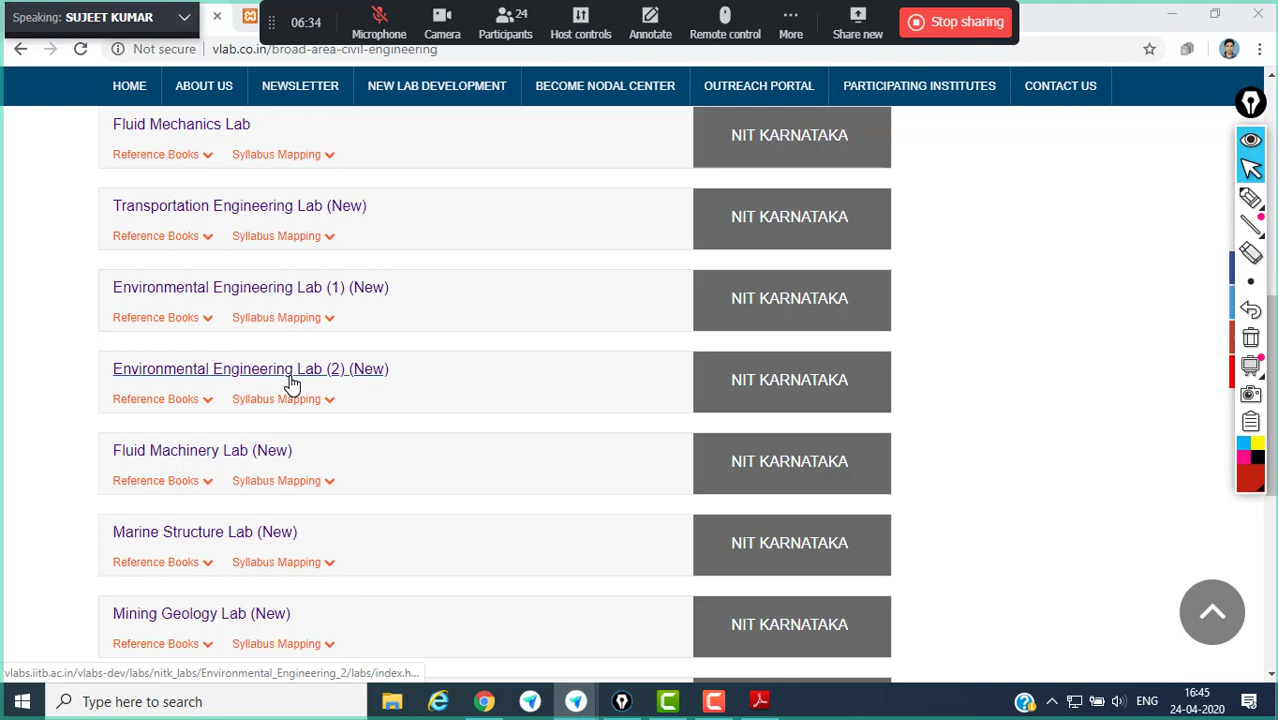 Speaking: SUJEET KUMAR
06:34
Microphone
Camera
24
Participants
Host controls
Annotate
Remote control
More
Share new
Stop sharing
Not secure
vlab.co.in/broad-area-civil-engineering
HOME
ABOUT US
NEWSLETTER
NEW LAB DEVELOPMENT
BECOME NODAL CENTER
OUTREACH PORTAL
PARTICIPATING INSTITUTES
CONTACT US
Fluid Mechanics Lab
NIT KARNATAKA
Reference Books
Syllabus Mapping
Transportation Engineering Lab (New)
NIT KARNATAKA
Reference Books
Syllabus Mapping
Environmental Engineering Lab (1) (New)
NIT KARNATAKA
Reference Books
Syllabus Mapping
Environmental Engineering Lab (2) (New)
NIT KARNATAKA
Reference Books
Syllabus Mapping
Fluid Machinery Lab (New)
NIT KARNATAKA
Reference Books
Syllabus Mapping
Marine Structure Lab (New)
NIT KARNATAKA
Reference Books
Syllabus Mapping
Mining Geology Lab (New)
NIT KARNATAKA
Reference Books
Syllabus Mapping
vlabs.iitb.ac.in/vlabs-dev/labs/nitk_labs/Environmental_Engineering_2/labs/index.h...
Type here to search
ENG
16:45
24-04-2020